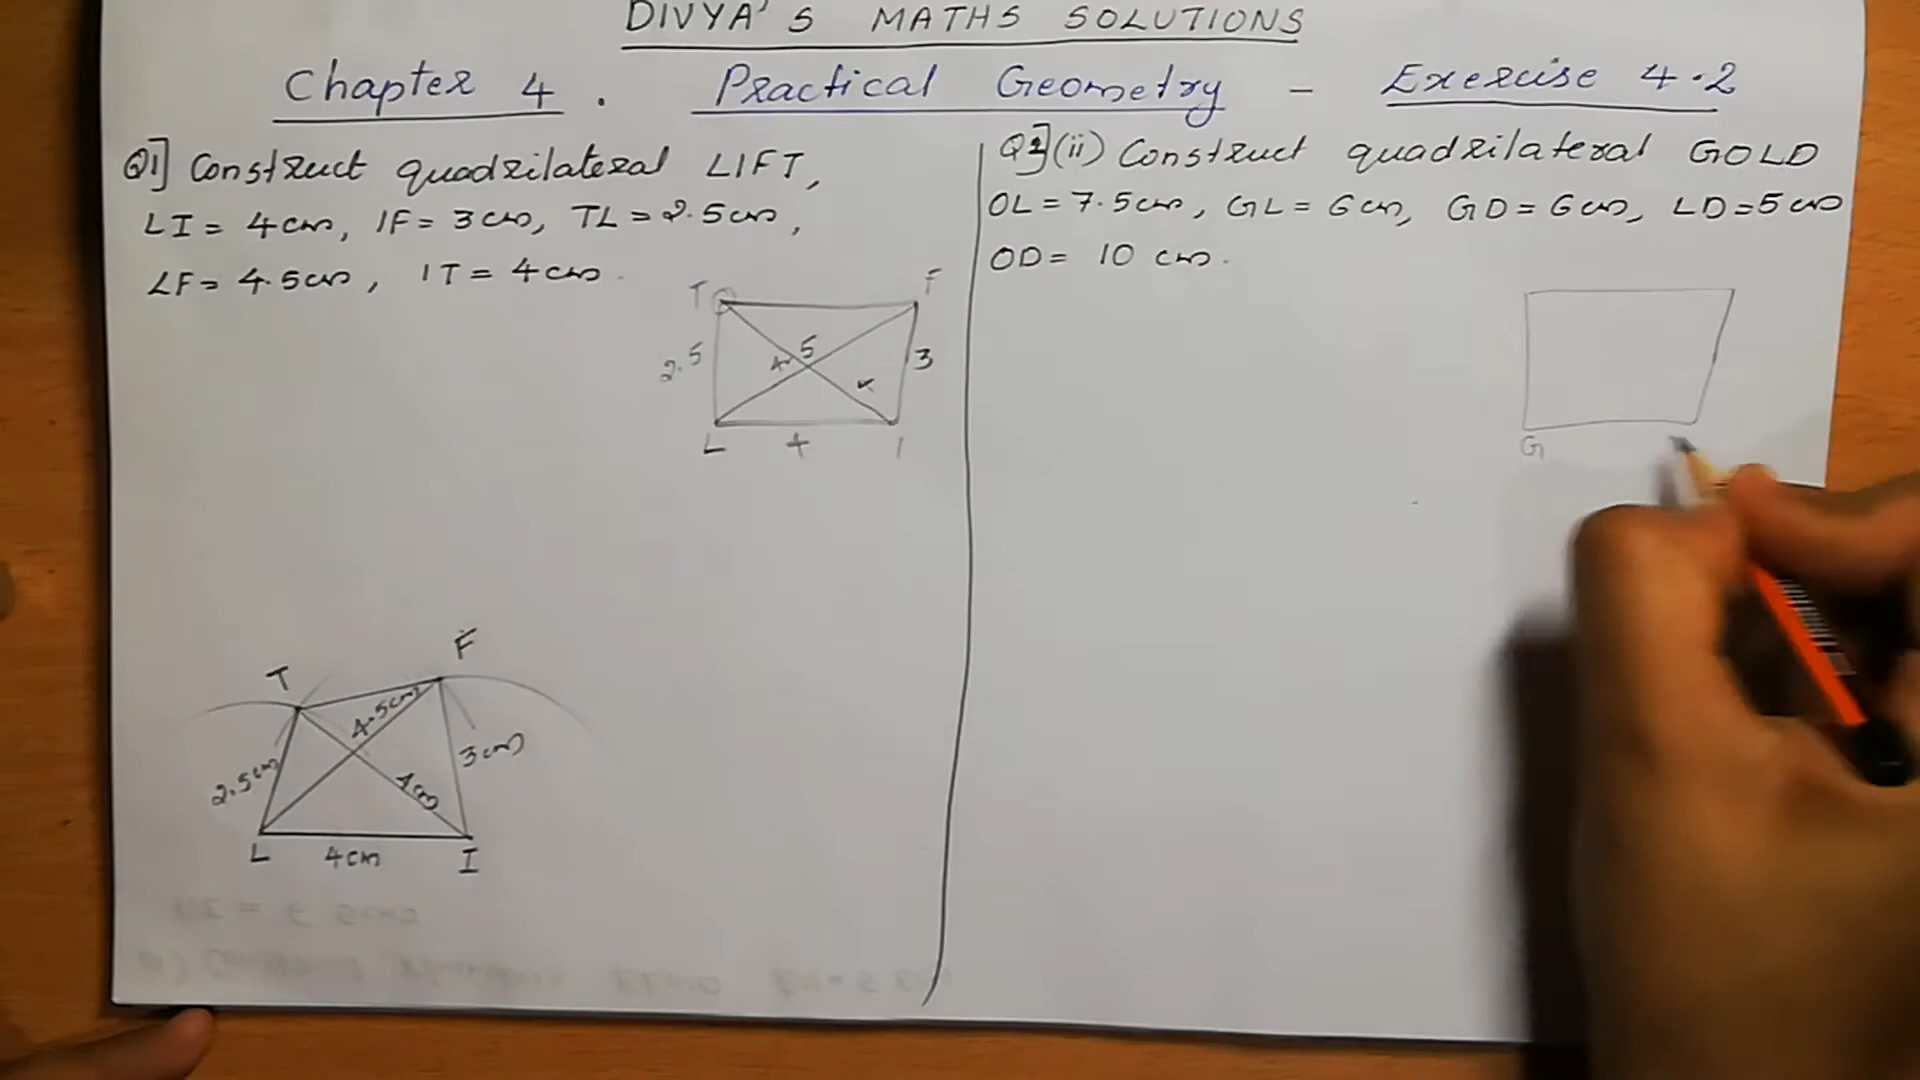 DIVYA'S MATHS SOLUTIONS
Chapter 4. Practical Geometry - Exercise 4.2
Q1] Construct quadrilateral LIFT,
LI = 4cm, IF = 3cm, TL = 2.5cm,
LF = 4.5cm, IT = 4cm.
T F
2.5 4.5 3
L 4 I
T F
4.5cm
2.5cm 4cm 3cm
L 4cm I
(ii) Construct quadrilateral GOLD
OL = 7.5cm, GL = 6cm, GD = 6cm, LD = 5cm
OD = 10 cm.
G